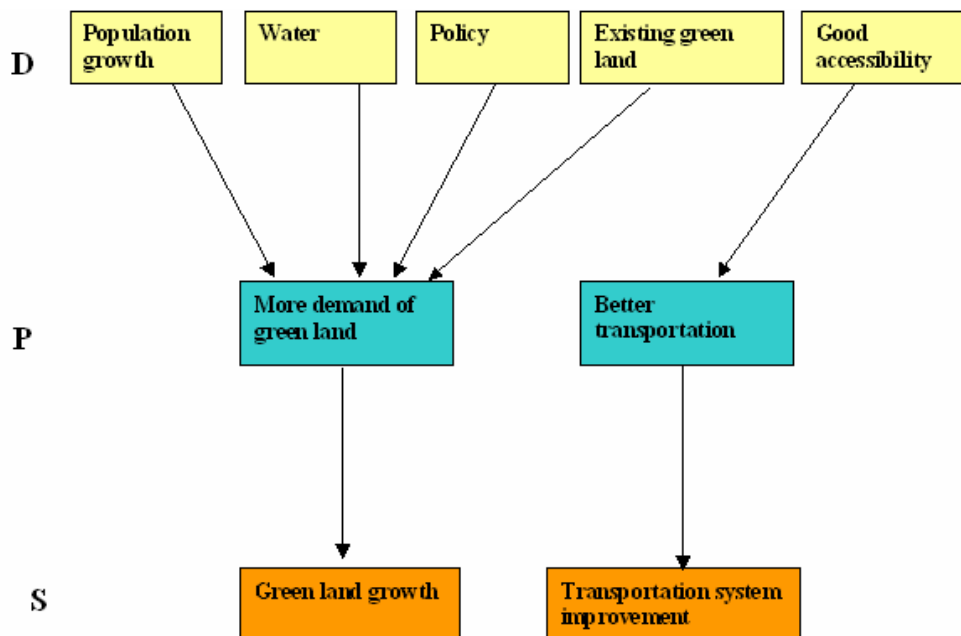 D
Population
growth
Water
Policy
Existing green
land
Good
accessibility
P
More demand of
green land
Better
transportation
S
Green land growth
Transportation system
improvement